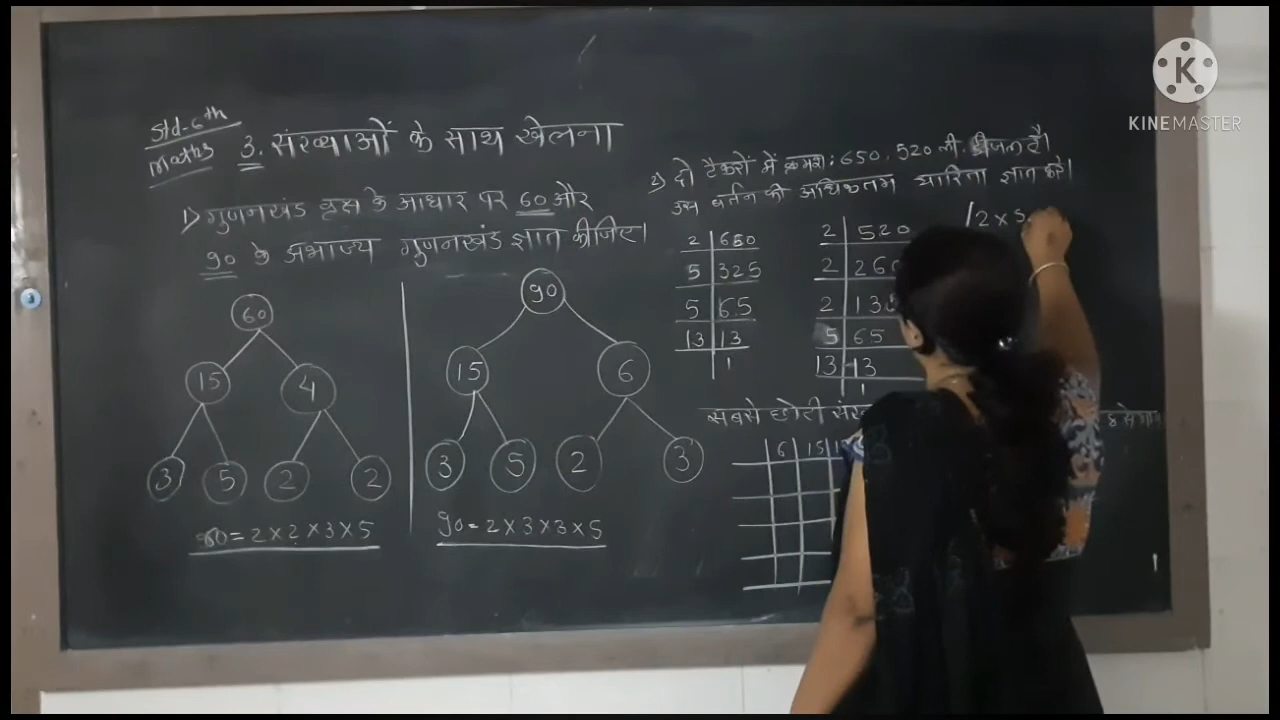 Std-6th
Maths
3. संख्याओं के साथ खेलना
1) गुणनखंड वृक्ष के आधार पर 60 और
90 के अभाज्य गुणनखंड ज्ञात कीजिए।
60
15 4
3 5 2 2
60 = 2 × 2 × 3 × 5
90
15 6
3 5 2 3
90 = 2 × 3 × 3 × 5
2) दो टैंकरों में क्रमशः 650, 520 ली. डीजल है।
उस बर्तन की अधिकतम धारिता ज्ञात करो।
2 650
5 325
5 65
13 13
1
2 520
2 260
2 130
5 65
13 13
1
2 × 5
सबसे छोटी
6 15
KINEMASTER